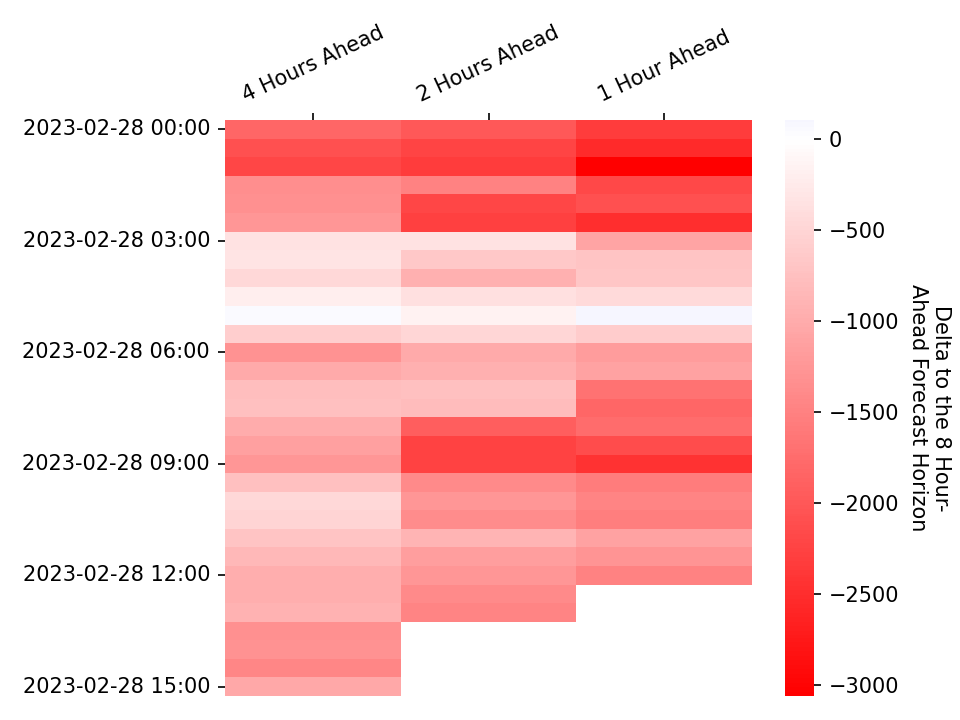 4 Hours Ahead
2 Hours Ahead
1 Hour Ahead
2023-02-28 00:00
2023-02-28 03:00
2023-02-28 06:00
2023-02-28 09:00
2023-02-28 12:00
2023-02-28 15:00
0
−500
−1000
−1500
−2000
−2500
−3000
Delta to the 8 Hour-
Ahead Forecast Horizon